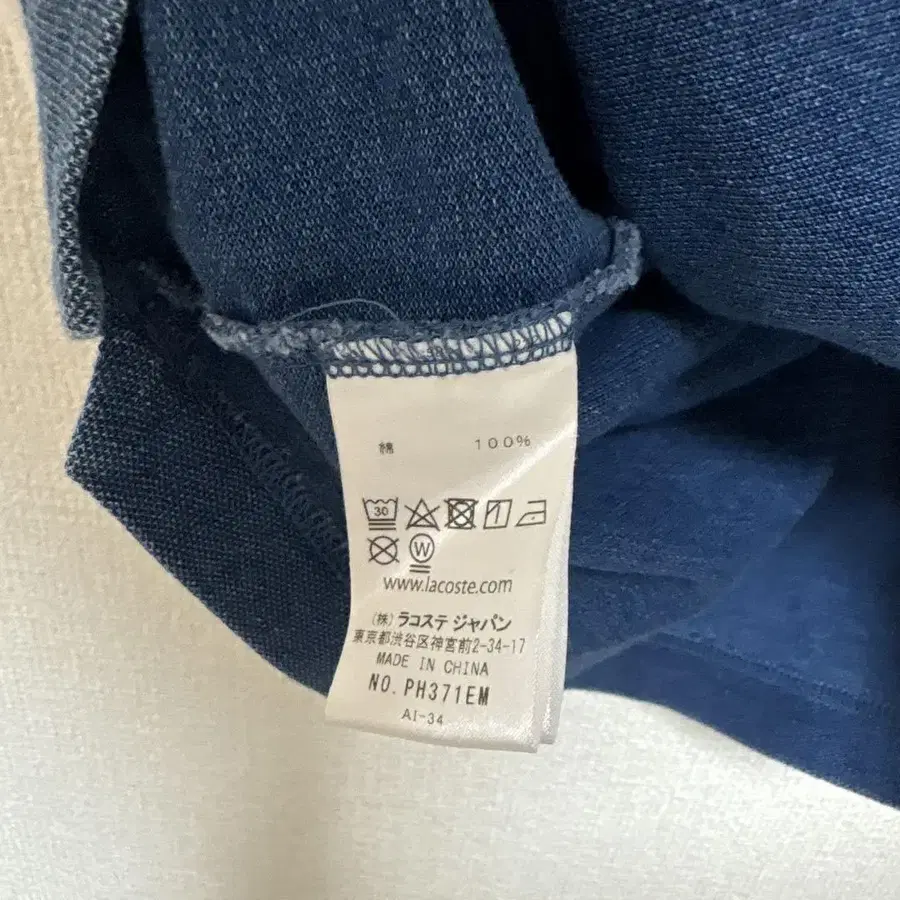 綿 100%
30
W
www.lacoste.com
(株) ラコステ ジャパン
東京都渋谷区神宮前2-34-17
MADE IN CHINA
NO. PH371EM
AI-34